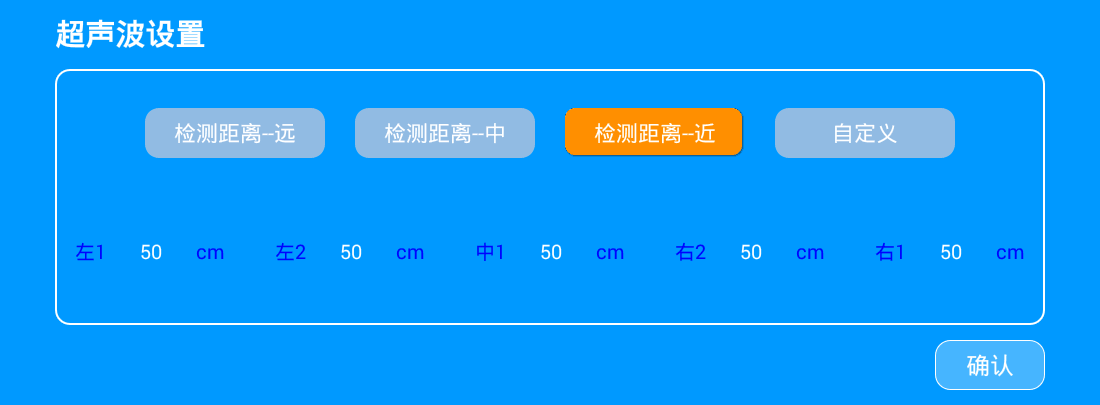 超声波设置
检测距离--远 检测距离--中 检测距离--近 自定义
左1 50 cm 左2 50 cm 中1 50 cm 右2 50 cm 右1 50 cm
确认